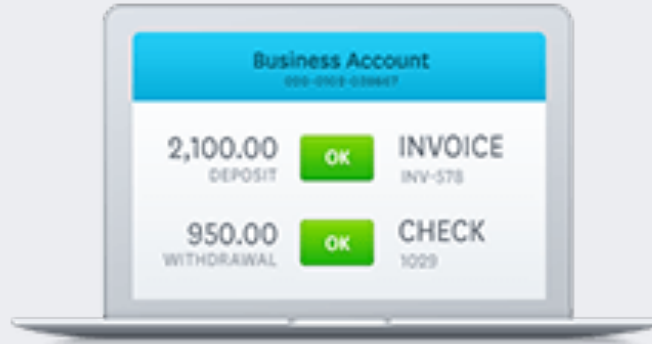 Business Account
2,100.00 OK INVOICE
DEPOSIT INV-578
950.00 OK CHECK
WITHDRAWAL 1029